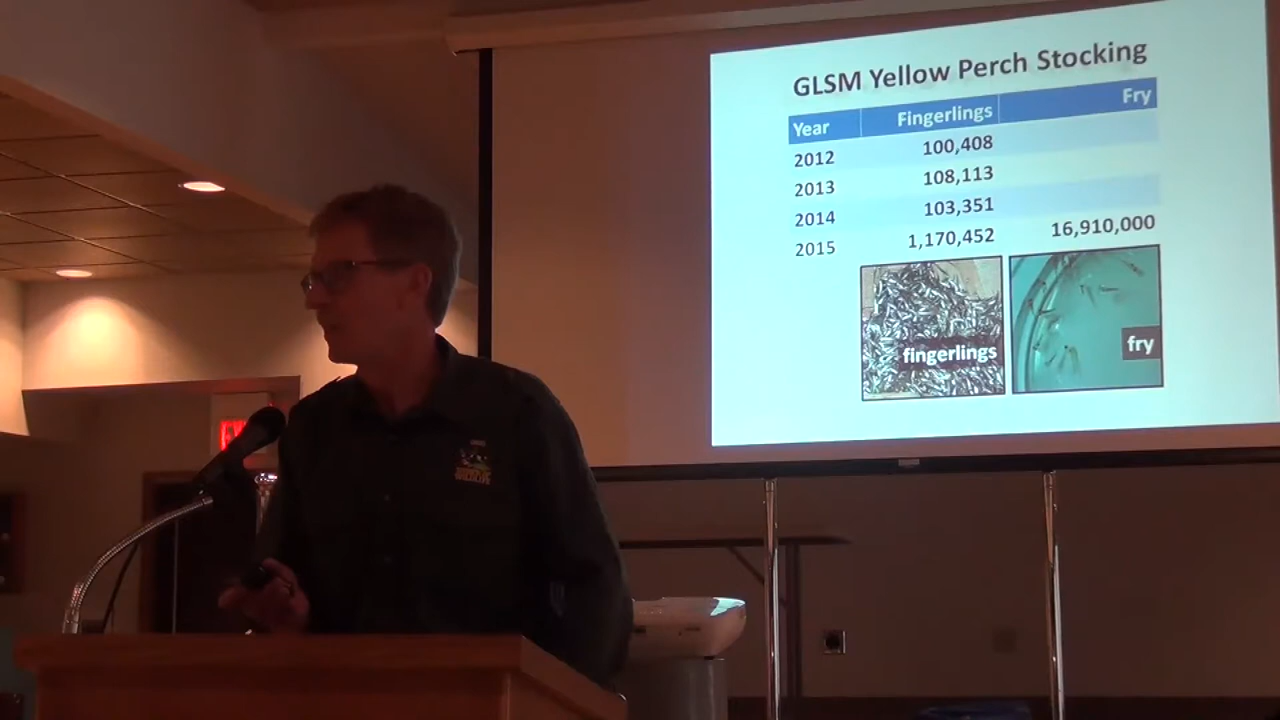 GLSM Yellow Perch Stocking
Year Fingerlings Fry
2012 100,408
2013 108,113
2014 103,351
2015 1,170,452 16,910,000
fingerlings
fry